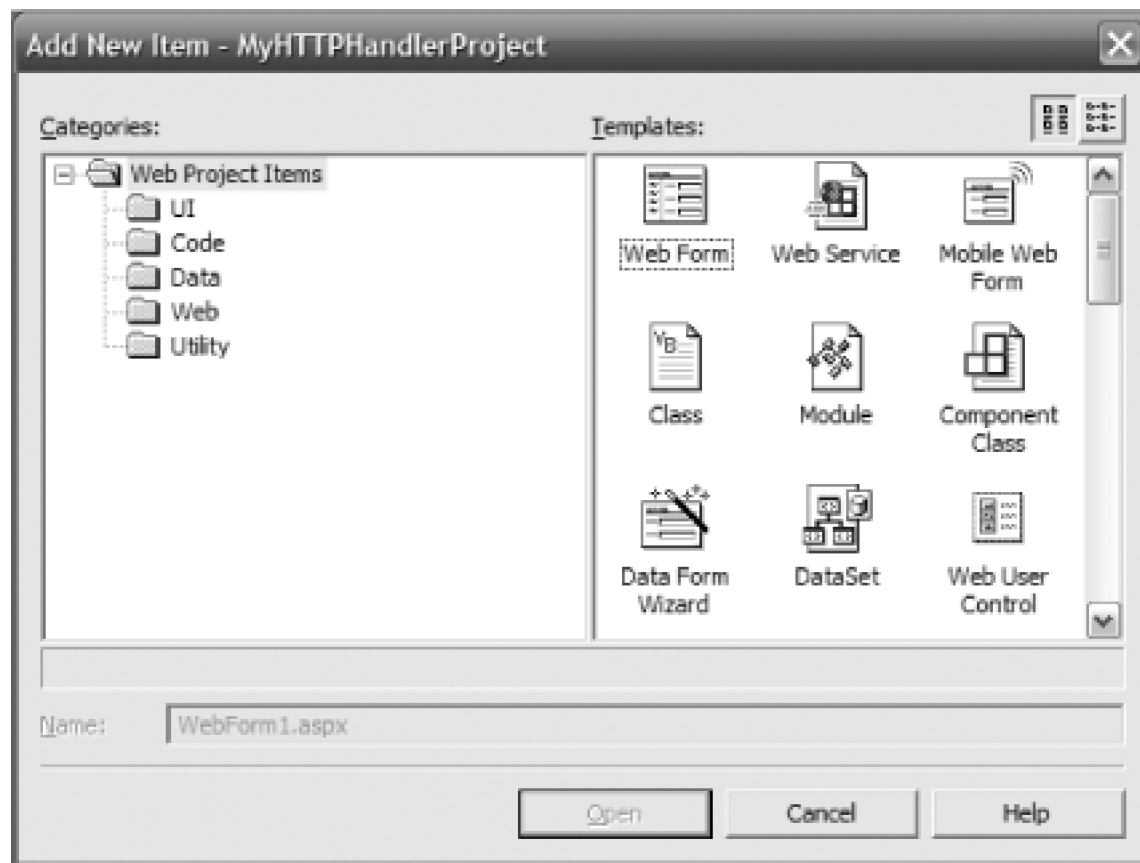 Add New Item - MyHTTPHandlerProject
Categories:
Templates:
Web Project Items
UI
Code
Data
Web
Utility
Web Form
Web Service
Mobile Web
Form
VB
Class
Module
Component
Class
Data Form
Wizard
DataSet
Web User
Control
Name:
WebForm1.aspx
Open
Cancel
Help